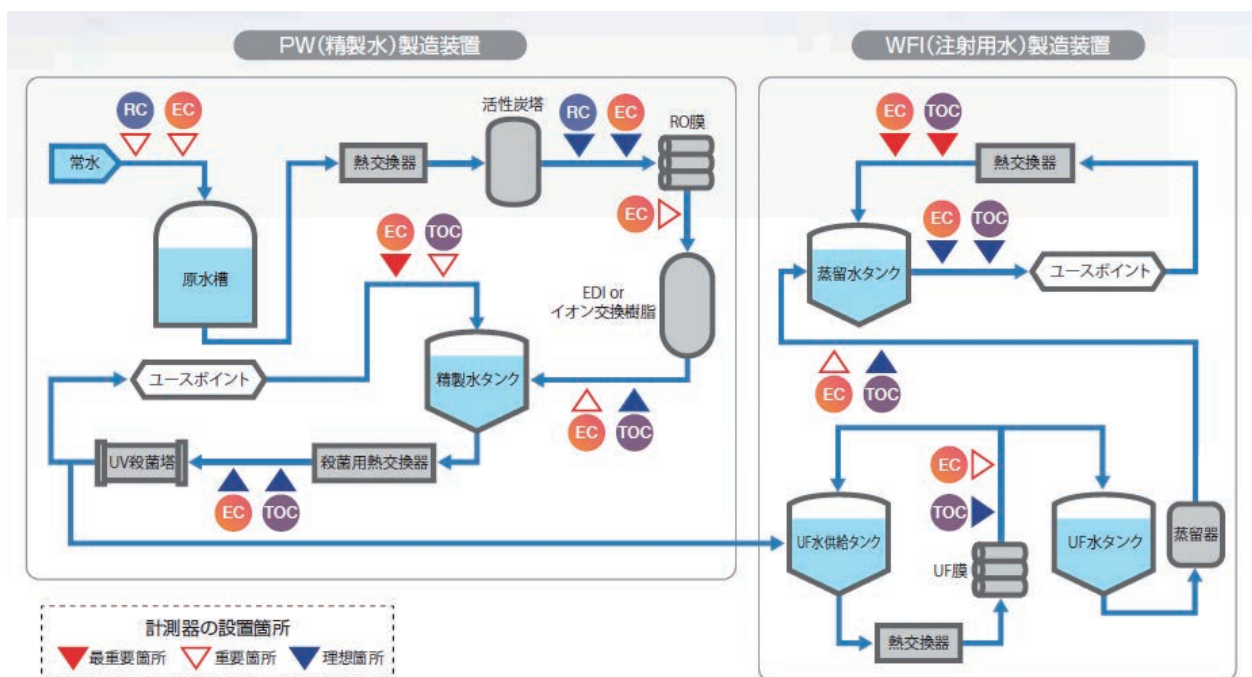 PW(精製水)製造装置
RC
EC
常水
原水槽
熱交換器
活性炭塔
RC
EC
RO膜
EC
EDI or
イオン交換樹脂
EC
TOC
精製水タンク
EC
TOC
ユースポイント
UV殺菌塔
殺菌用熱交換器
EC
TOC
WFI(注射用水)製造装置
EC
TOC
熱交換器
蒸留水タンク
EC
TOC
ユースポイント
EC
TOC
EC
TOC
UF水供給タンク
UF膜
UF水タンク
蒸留器
熱交換器
計測器の設置箇所
最重要箇所 重要箇所 理想箇所